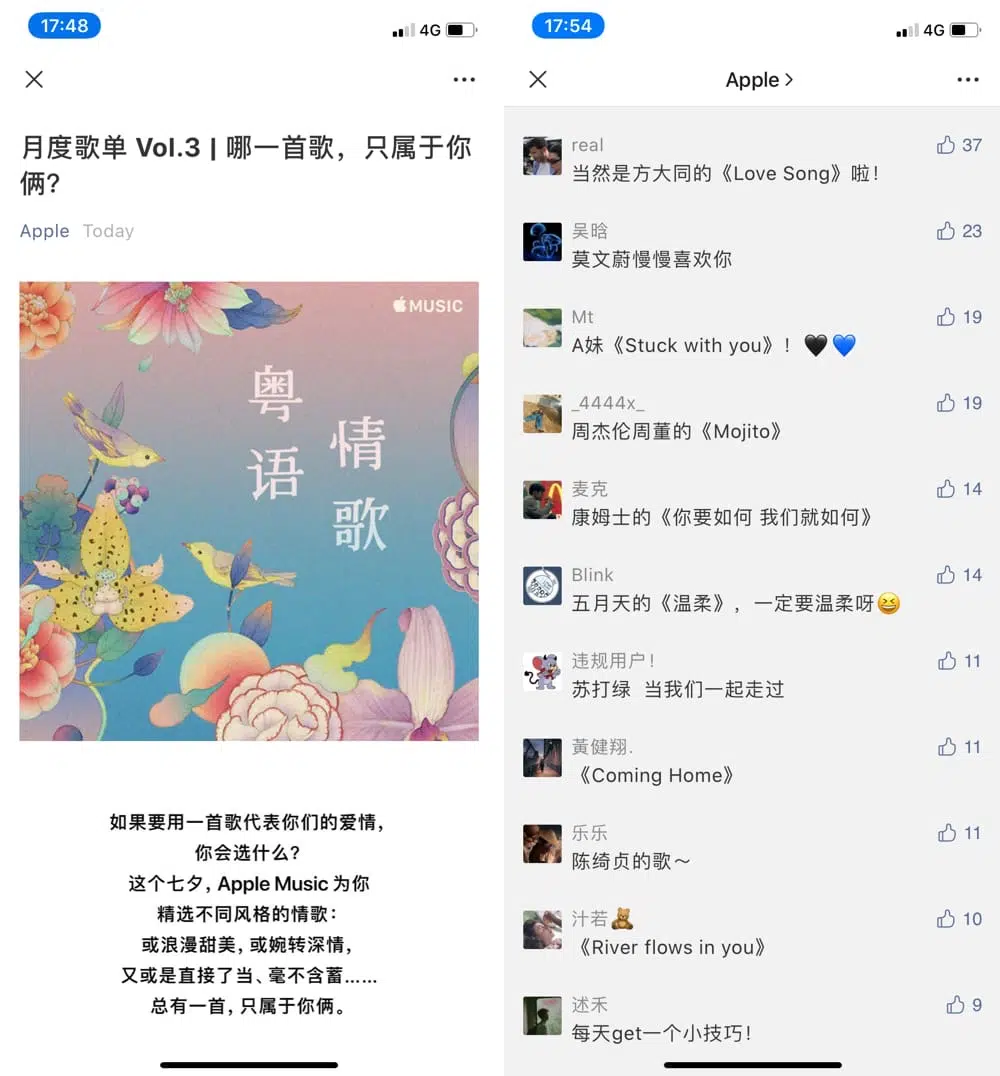 17:48
4G
月度歌单 Vol.3 | 哪一首歌，只属于你
俩？
Apple Today
MUSIC
粤语
情歌
如果要用一首歌代表你们的爱情，
你会选什么？
这个七夕，Apple Music 为你
精选不同风格的情歌：
或浪漫甜美，或婉转深情，
又或是直接了当、毫不含蓄……
总有一首，只属于你俩。
17:54
4G
Apple
real 37
当然是方大同的《Love Song》啦！
吴晗 23
莫文蔚慢慢喜欢你
Mt 19
A妹《Stuck with you》！🖤💙
_4444x_ 19
周杰伦周董的《Mojito》
麦克 14
康姆士的《你要如何 我们就如何》
Blink 14
五月天的《温柔》，一定要温柔呀😆
违规用户！ 11
苏打绿 当我们一起走过
黃健翔. 11
《Coming Home》
乐乐 11
陈绮贞的歌～
汁若🧸 10
《River flows in you》
述禾 9
每天get一个小技巧！